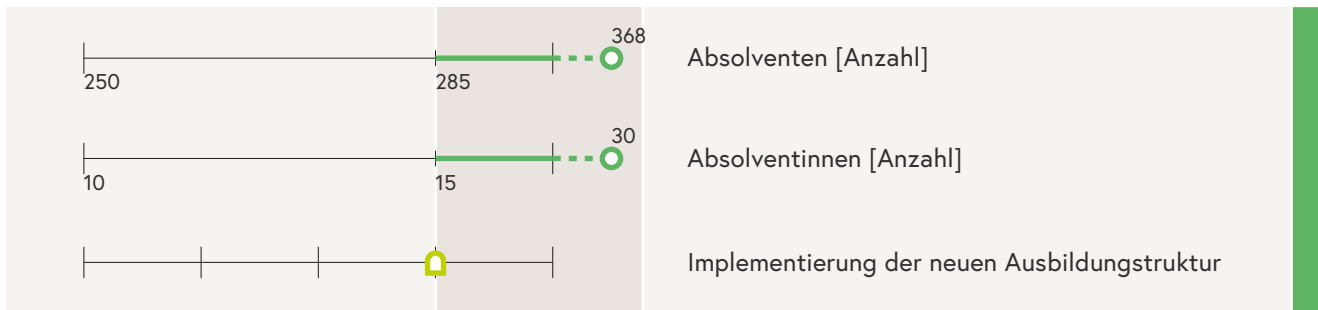 368
Absolventen [Anzahl]
250 285
30
Absolventinnen [Anzahl]
10 15
Implementierung der neuen Ausbildungstruktur